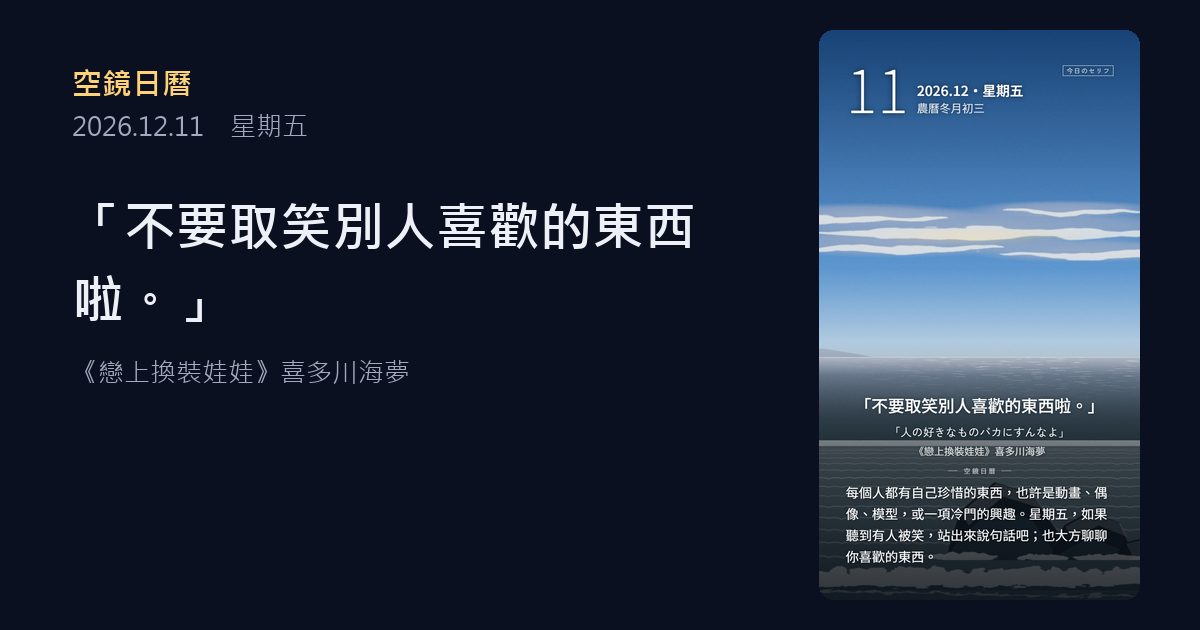 空鏡日曆
2026.12.11　星期五
「不要取笑別人喜歡的東西
啦。」
《戀上換裝娃娃》喜多川海夢
11
2026.12・星期五
農曆冬月初三
今日のセリフ
「不要取笑別人喜歡的東西啦。」
「人の好きなものバカにすんなよ」
《戀上換裝娃娃》喜多川海夢
— 空鏡日曆 —
每個人都有自己珍惜的東西，也許是動畫、偶
像、模型，或一項冷門的興趣。星期五，如果
聽到有人被笑，站出來說句話吧；也大方聊聊
你喜歡的東西。